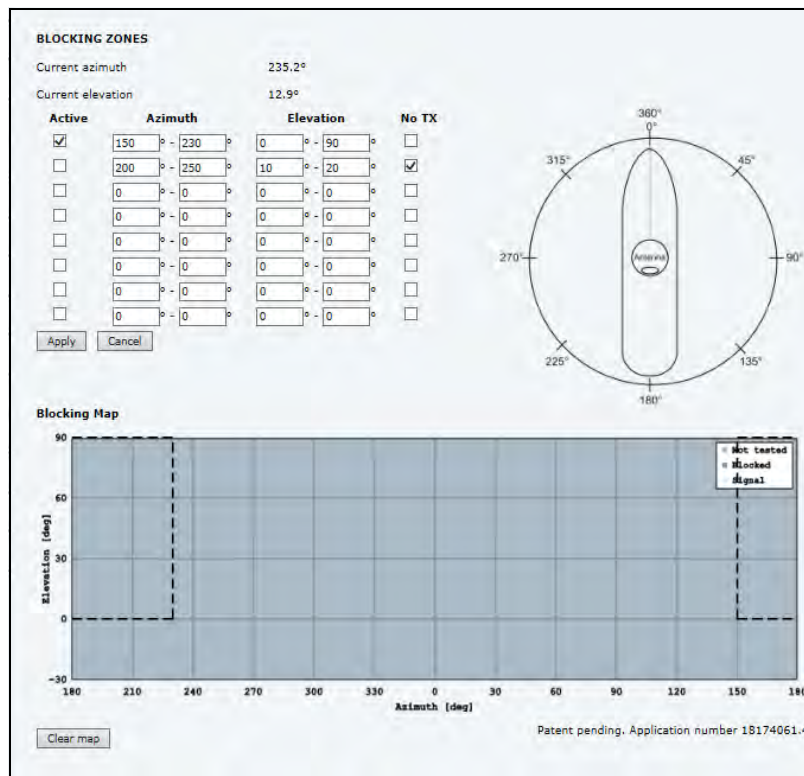 BLOCKING ZONES
Current azimuth 235.2°
Current elevation 12.9°
Active Azimuth Elevation No TX
150 ° - 230 ° 0 ° - 90 °
200 ° - 250 ° 10 ° - 20 °
0 ° - 0 ° 0 ° - 0 °
0 ° - 0 ° 0 ° - 0 °
0 ° - 0 ° 0 ° - 0 °
0 ° - 0 ° 0 ° - 0 °
0 ° - 0 ° 0 ° - 0 °
0 ° - 0 ° 0 ° - 0 °
Apply Cancel
360°
0°
315° 45°
270° Antenna 90°
225° 135°
180°
Blocking Map
Not tested
Blocked
Signal
Elevation [deg]
90
60
30
0
-30
180 210 240 270 300 330 0 30 60 90 120 150 180
Azimuth [deg]
Clear map
Patent pending. Application number 18174061.4